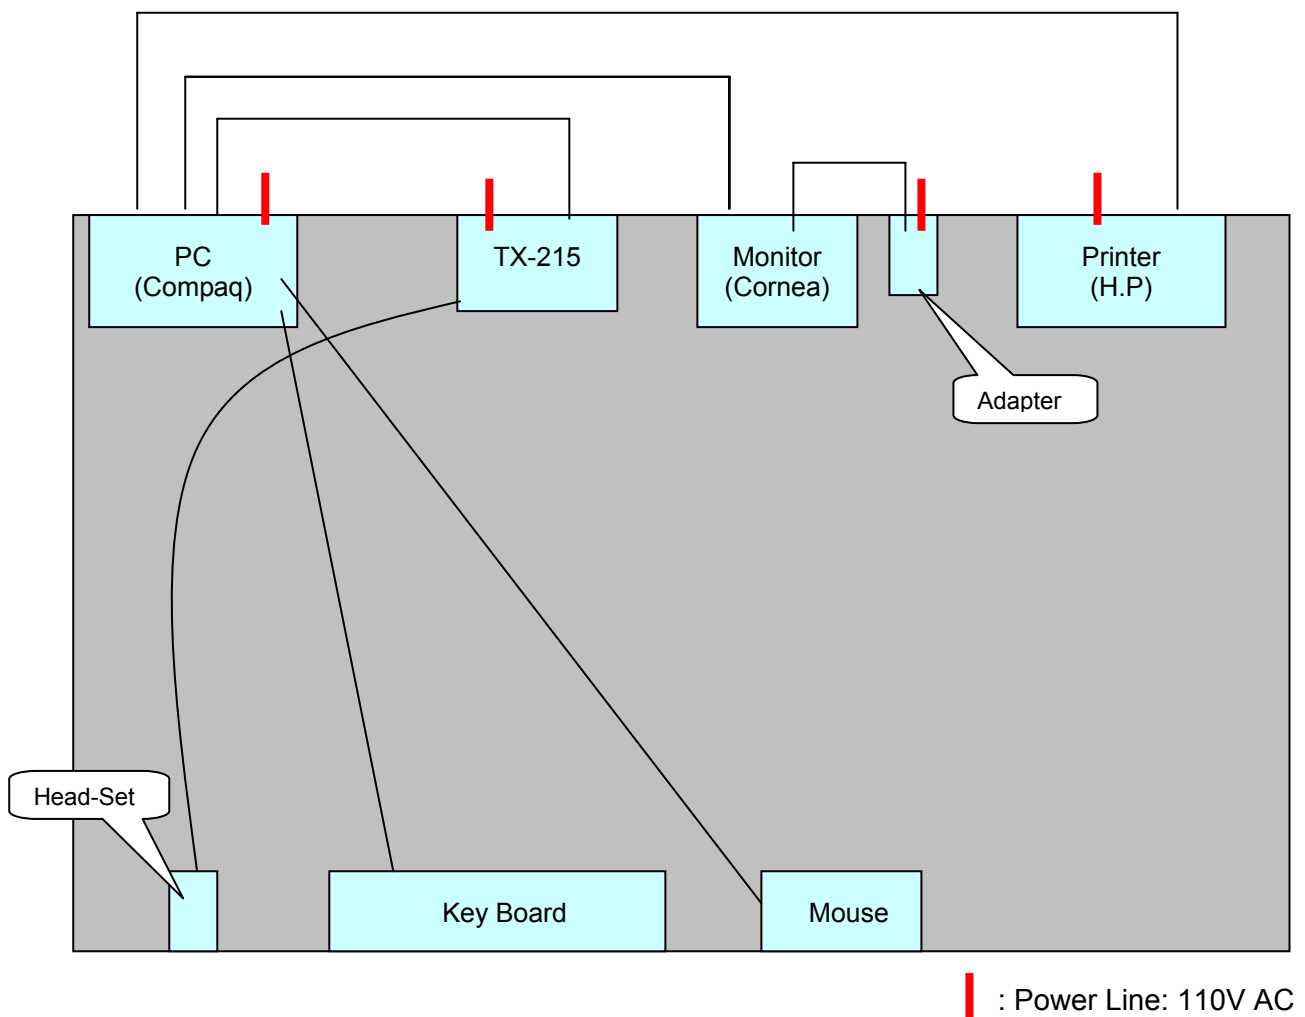 PC
(Compaq)
TX-215
Monitor
(Cornea)
Printer
(H.P)
Adapter
Head-Set
Key Board
Mouse
: Power Line: 110V AC